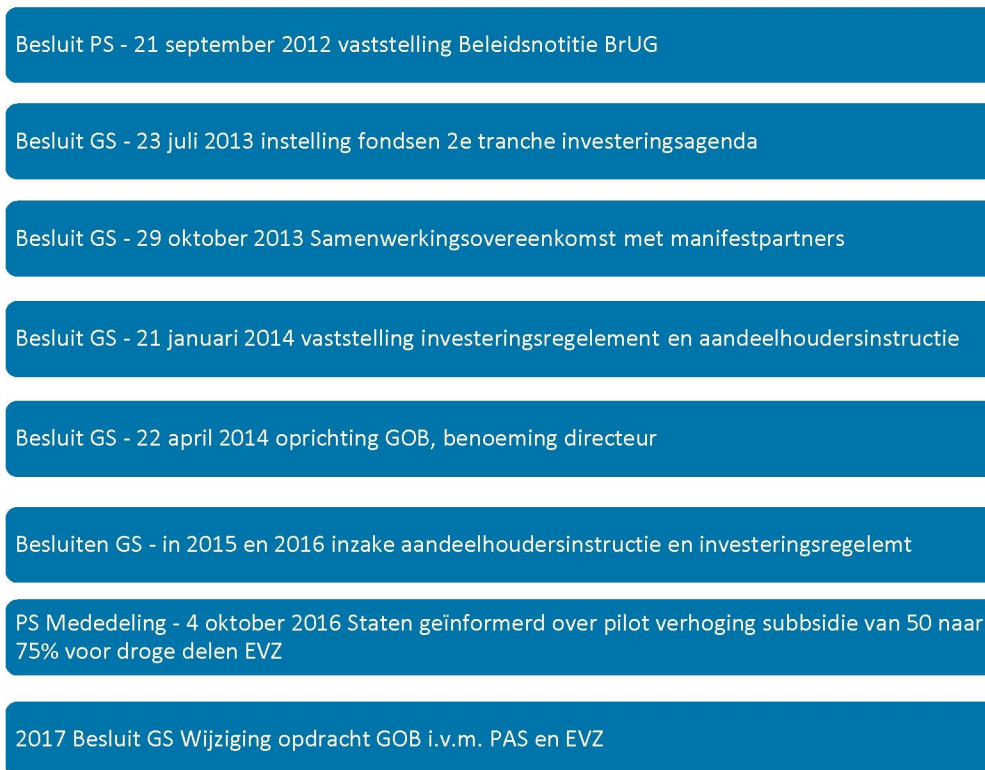 Besluit PS - 21 september 2012 vaststelling Beleidsnotitie BrUG
Besluit GS - 23 juli 2013 instelling fondsen 2e tranche investeringsagenda
Besluit GS - 29 oktober 2013 Samenwerkingsovereenkomst met manifestpartners
Besluit GS - 21 januari 2014 vaststelling investeringsregelement en aandeelhoudersinstructie
Besluit GS - 22 april 2014 oprichting GOB, benoeming directeur
Besluiten GS - in 2015 en 2016 inzake aandeelhoudersinstructie en investeringsregelemt
PS Mededeling - 4 oktober 2016 Staten geïnformeerd over pilot verhoging subbsidie van 50 naar
75% voor droge delen EVZ
2017 Besluit GS Wijziging opdracht GOB i.v.m. PAS en EVZ